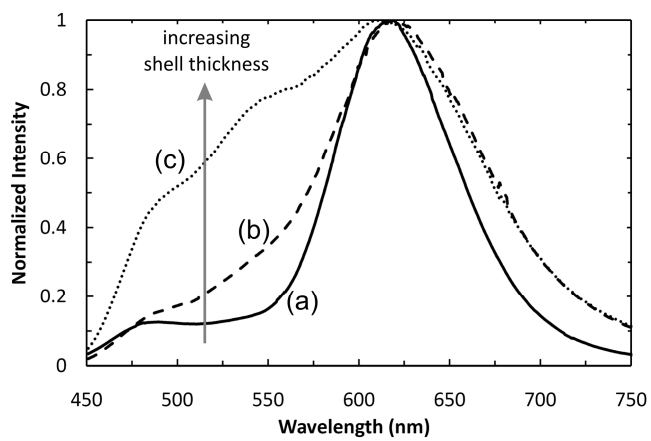 1
increasing
shell thickness
0.8
(c)
0.6
Normalized Intensity
(b)
0.4
(a)
0.2
0
450 500 550 600 650 700 750
Wavelength (nm)